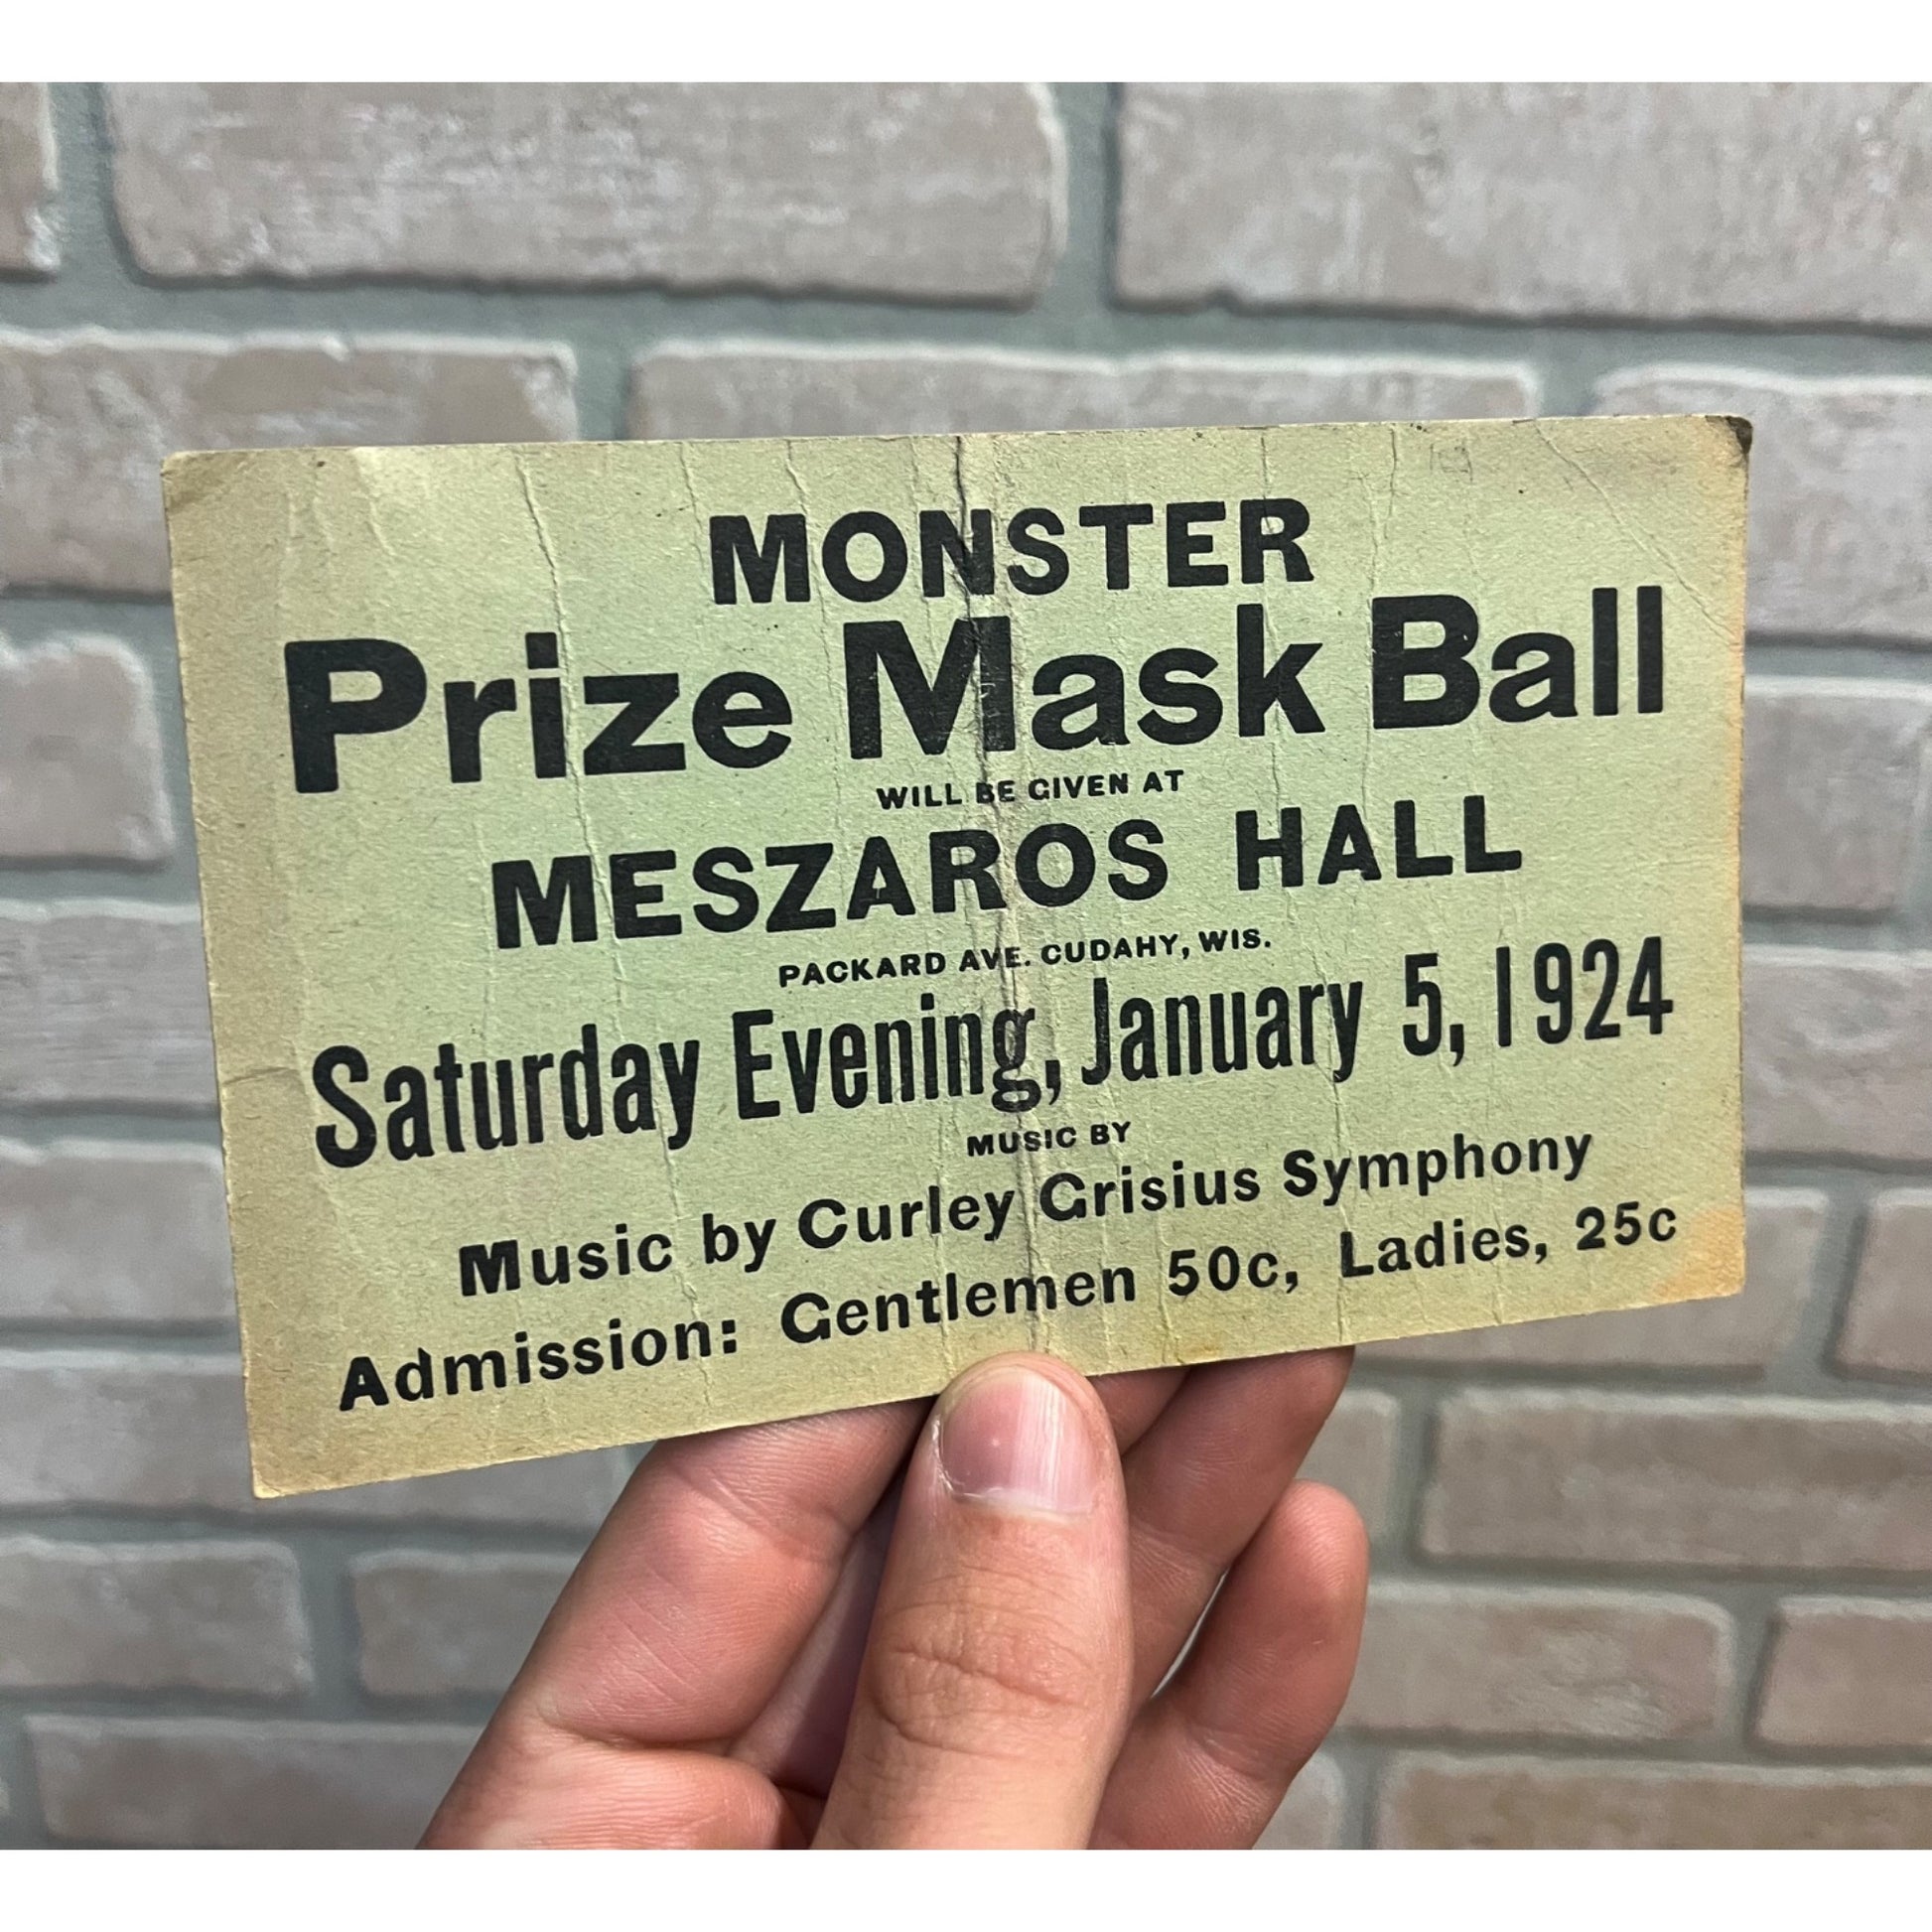 MONSTER
Prize Mask Ball
WILL BE GIVEN AT
MESZAROS HALL
PACKARD AVE. CUDAHY, WIS.
Saturday Evening, January 5, 1924
MUSIC BY
Music by Curley Grisius Symphony
Admission: Gentlemen 50c, Ladies, 25c